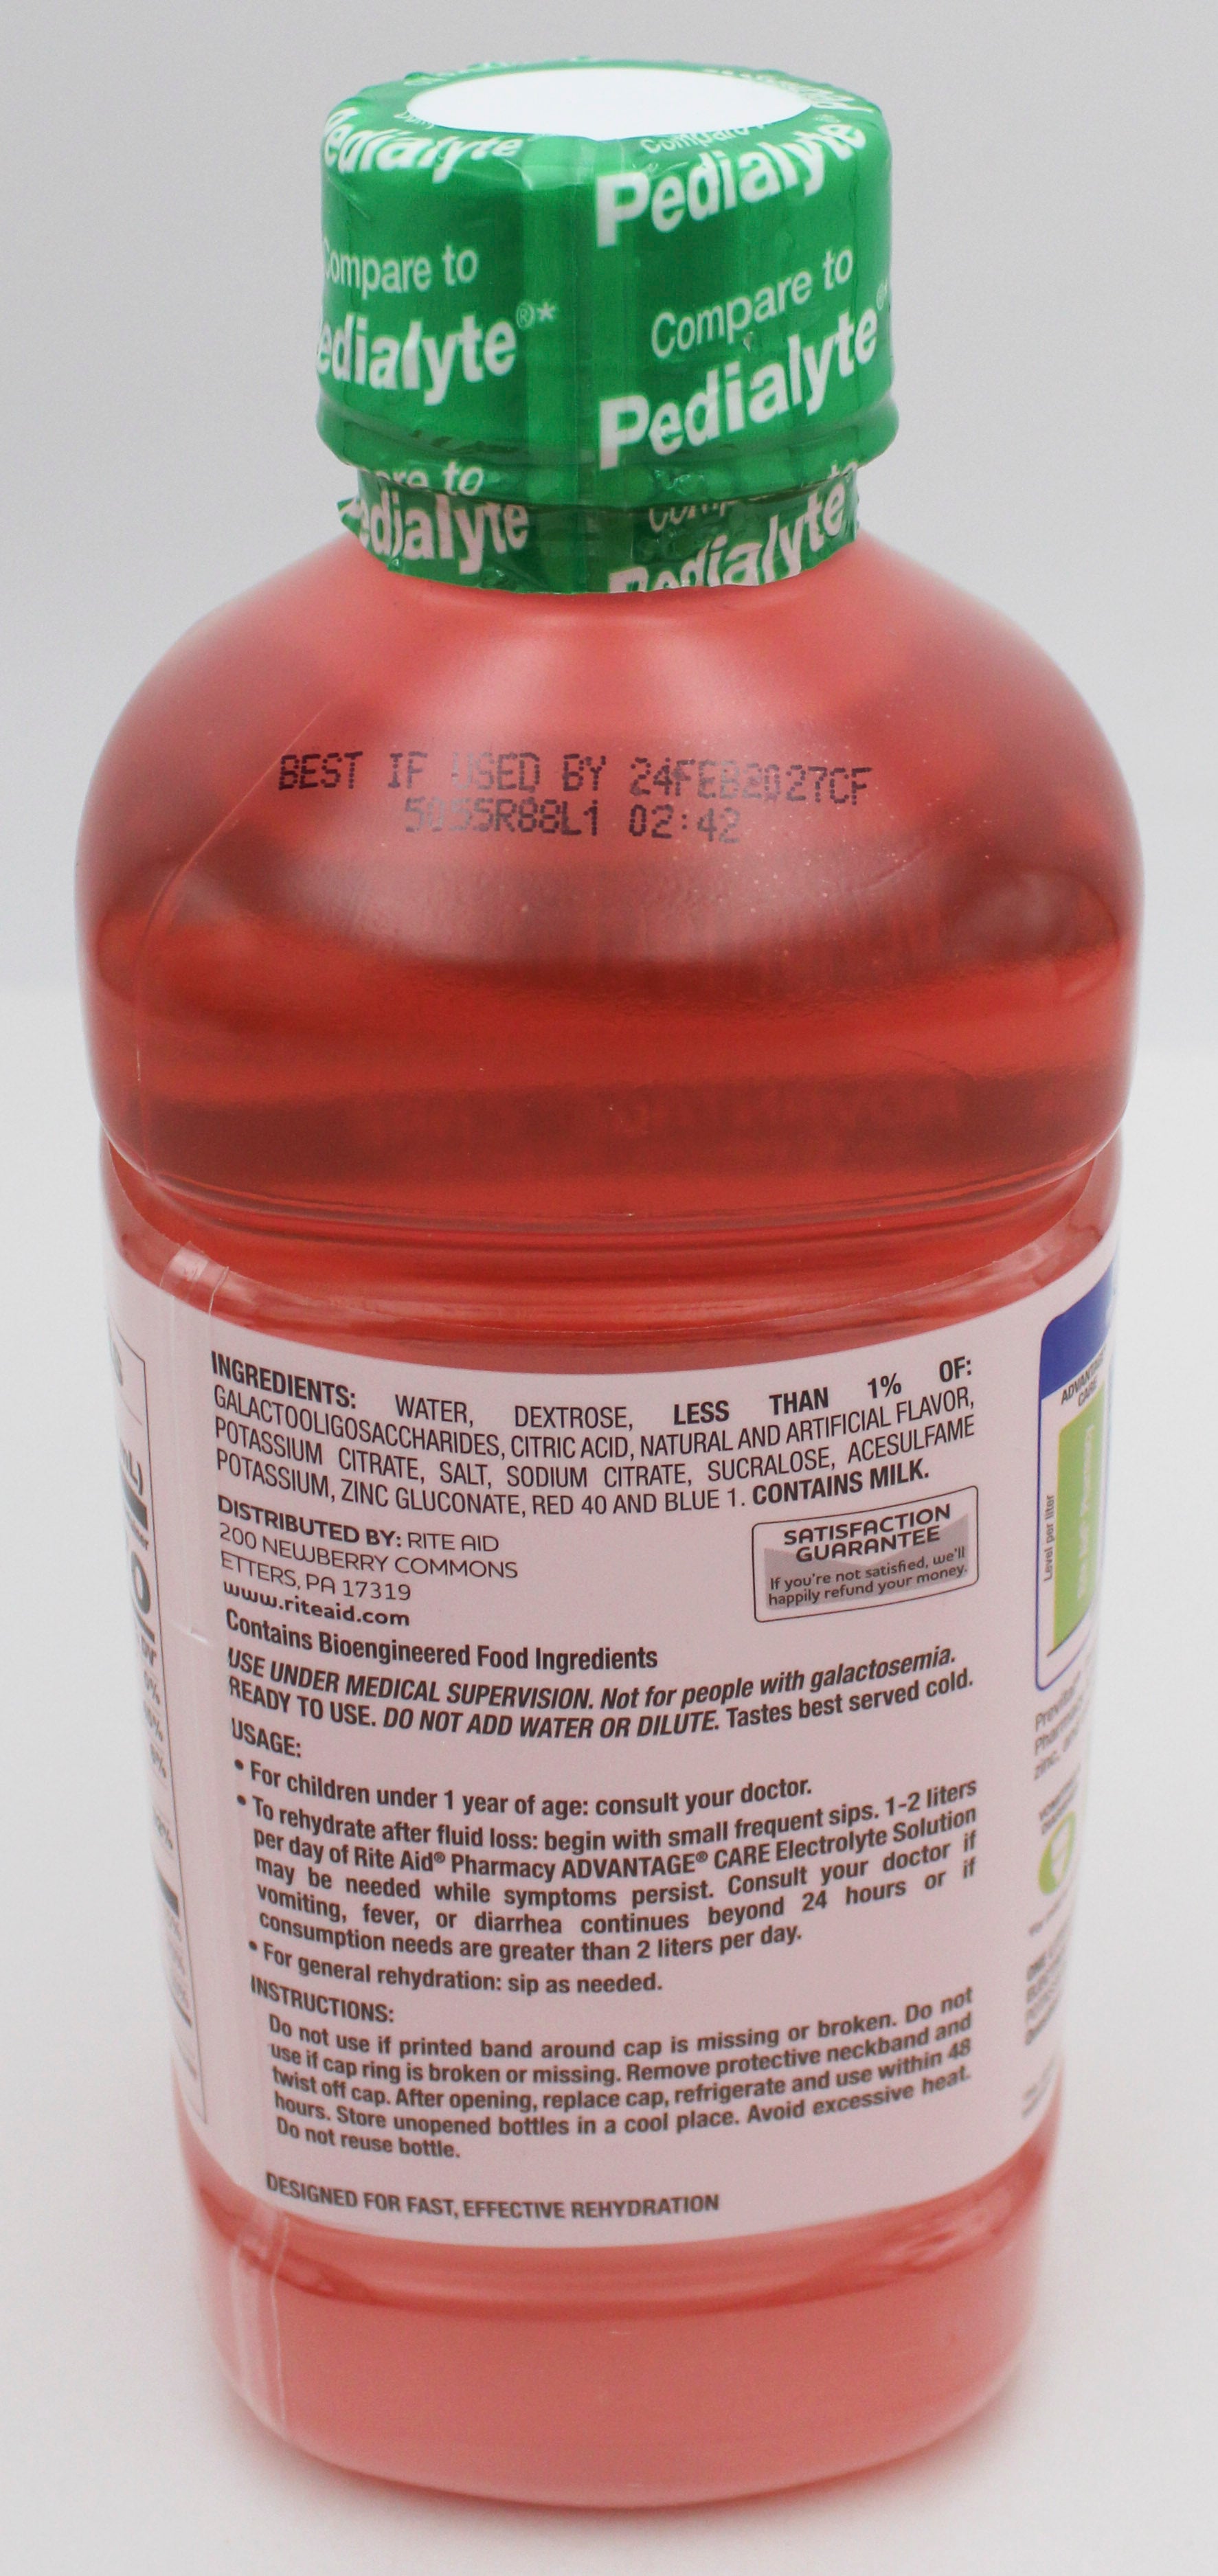 Pedialyte
Pedialyte
Compare to
Compare to
edialyte®*
Pedialyte®
to
edialyte
BEST IF USED BY 24FEB2027CF
5055R88L1 02:42
INGREDIENTS: WATER, DEXTROSE, LESS THAN 1% OF:
GALACTOOLIGOSACCHARIDES, CITRIC ACID, NATURAL AND ARTIFICIAL FLAVOR,
POTASSIUM CITRATE, SALT, SODIUM CITRATE, SUCRALOSE, ACESULFAME
POTASSIUM, ZINC GLUCONATE, RED 40 AND BLUE 1. CONTAINS MILK.
DISTRIBUTED BY: RITE AID
200 NEWBERRY COMMONS
ETTERS, PA 17319
www.riteaid.com
SATISFACTION
GUARANTEE
If you're not satisfied, we'll
happily refund your money.
Contains Bioengineered Food Ingredients
USE UNDER MEDICAL SUPERVISION. Not for people with galactosemia.
READY TO USE. DO NOT ADD WATER OR DILUTE. Tastes best served cold.
USAGE:
• For children under 1 year of age: consult your doctor.
• To rehydrate after fluid loss: begin with small frequent sips. 1-2 liters
per day of Rite Aid® Pharmacy ADVANTAGE® CARE Electrolyte Solution
may be needed while symptoms persist. Consult your doctor if
vomiting, fever, or diarrhea continues beyond 24 hours or if
consumption needs are greater than 2 liters per day.
• For general rehydration: sip as needed.
INSTRUCTIONS:
Do not use if printed band around cap is missing or broken. Do not
use if cap ring is broken or missing. Remove protective neckband and
twist off cap. After opening, replace cap, refrigerate and use within 48
hours. Store unopened bottles in a cool place. Avoid excessive heat.
Do not reuse bottle.
DESIGNED FOR FAST, EFFECTIVE REHYDRATION
Level per liter